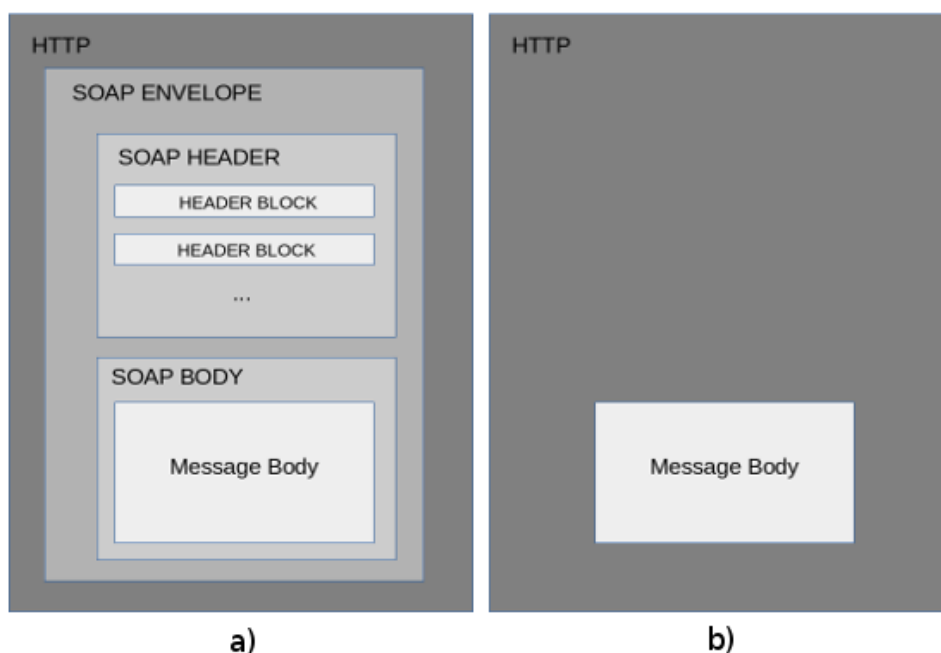 HTTP
SOAP ENVELOPE
SOAP HEADER
HEADER BLOCK
HEADER BLOCK
...
SOAP BODY
Message Body
a)
HTTP
Message Body
b)